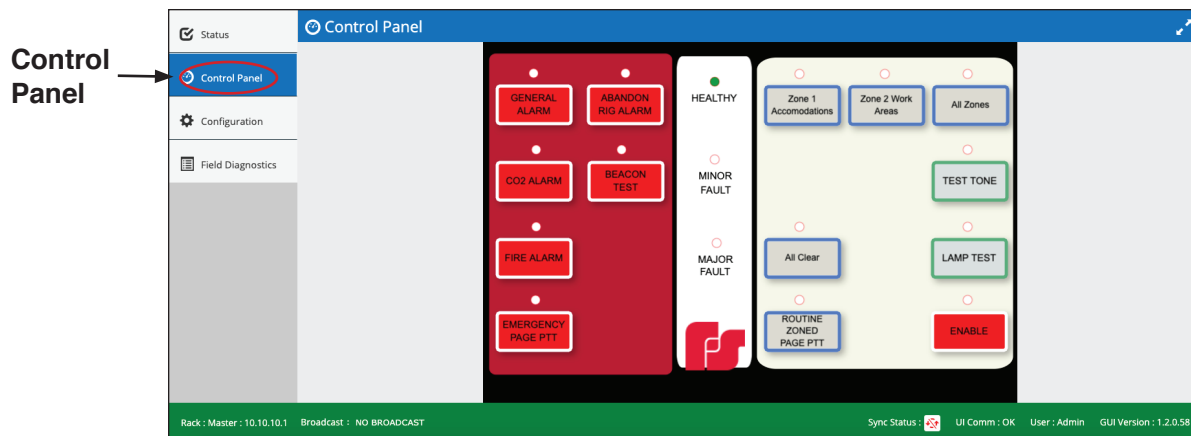 Control
Panel
Status
Control Panel
Configuration
Field Diagnostics
Control Panel
GENERAL
ALARM
ABANDON
RIG ALARM
CO2 ALARM
BEACON
TEST
FIRE ALARM
EMERGENCY
PAGE PTT
HEALTHY
MINOR
FAULT
MAJOR
FAULT
Zone 1
Accomodations
Zone 2 Work
Areas
All Zones
TEST TONE
All Clear
LAMP TEST
ROUTINE
ZONED
PAGE PTT
ENABLE
Rack : Master : 10.10.10.1 Broadcast : NO BROADCAST
Sync Status : UI Comm : OK User : Admin GUI Version : 1.2.0.58